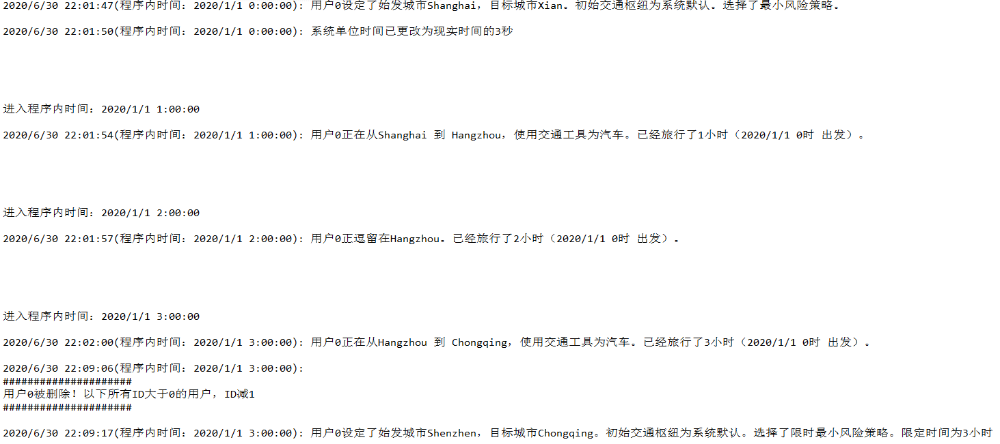 2020/6/30 22:01:47(程序内时间: 2020/1/1 0:00:00): 用户0设定了始发城市Shanghai，目标城市Xian。初始交通枢纽为系统默认。选择了最小风险策略。
2020/6/30 22:01:50(程序内时间: 2020/1/1 0:00:00): 系统单位时间已更改为现实时间的3秒
进入程序内时间: 2020/1/1 1:00:00
2020/6/30 22:01:54(程序内时间: 2020/1/1 1:00:00): 用户0正在从Shanghai 到 Hangzhou，使用交通工具为汽车。已经旅行了1小时（2020/1/1 0时 出发）。
进入程序内时间: 2020/1/1 2:00:00
2020/6/30 22:01:57(程序内时间: 2020/1/1 2:00:00): 用户0正逗留在Hangzhou。已经旅行了2小时（2020/1/1 0时 出发）。
进入程序内时间: 2020/1/1 3:00:00
2020/6/30 22:02:00(程序内时间: 2020/1/1 3:00:00): 用户0正在从Hangzhou 到 Chongqing，使用交通工具为汽车。已经旅行了3小时（2020/1/1 0时 出发）。
2020/6/30 22:09:06(程序内时间: 2020/1/1 3:00:00):
#####################
用户0被删除！以下所有ID大于0的用户，ID减1
#####################
2020/6/30 22:09:17(程序内时间: 2020/1/1 3:00:00): 用户0设定了始发城市Shenzhen，目标城市Chongqing。初始交通枢纽为系统默认。选择了限时最小风险策略。限定时间为3小时